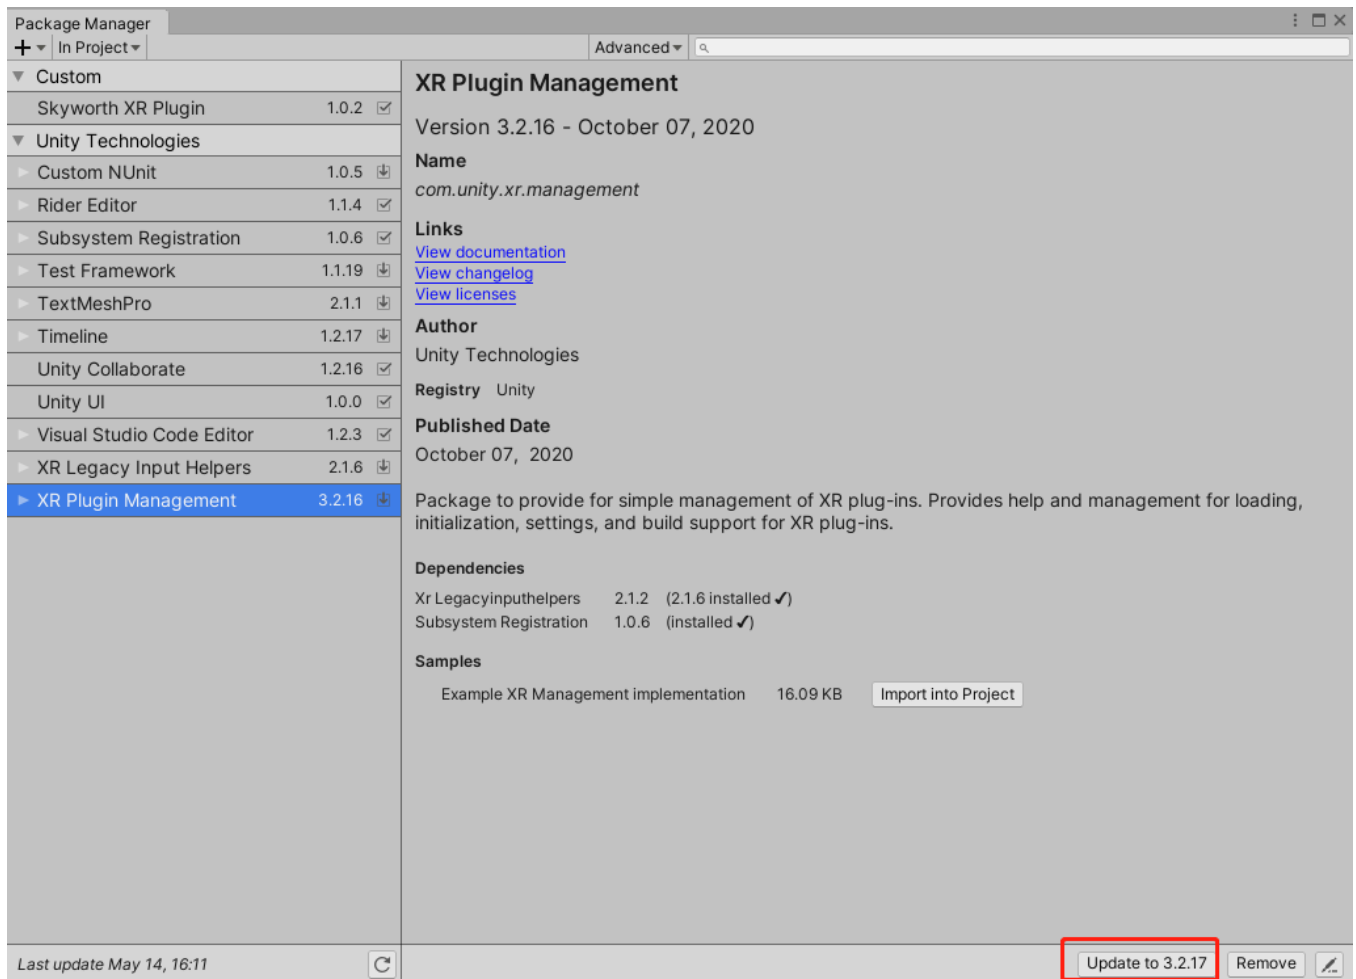 Package Manager
+ In Project Advanced
Custom
Skyworth XR Plugin 1.0.2
Unity Technologies
Custom NUnit 1.0.5
Rider Editor 1.1.4
Subsystem Registration 1.0.6
Test Framework 1.1.19
TextMeshPro 2.1.1
Timeline 1.2.17
Unity Collaborate 1.2.16
Unity UI 1.0.0
Visual Studio Code Editor 1.2.3
XR Legacy Input Helpers 2.1.6
XR Plugin Management 3.2.16
Last update May 14, 16:11
XR Plugin Management
Version 3.2.16 - October 07, 2020
Name
com.unity.xr.management
Links
View documentation
View changelog
View licenses
Author
Unity Technologies
Registry Unity
Published Date
October 07, 2020
Package to provide for simple management of XR plug-ins. Provides help and management for loading,
initialization, settings, and build support for XR plug-ins.
Dependencies
Xr Legacyinputhelpers 2.1.2 (2.1.6 installed ✓)
Subsystem Registration 1.0.6 (installed ✓)
Samples
Example XR Management implementation 16.09 KB Import into Project
Update to 3.2.17 Remove